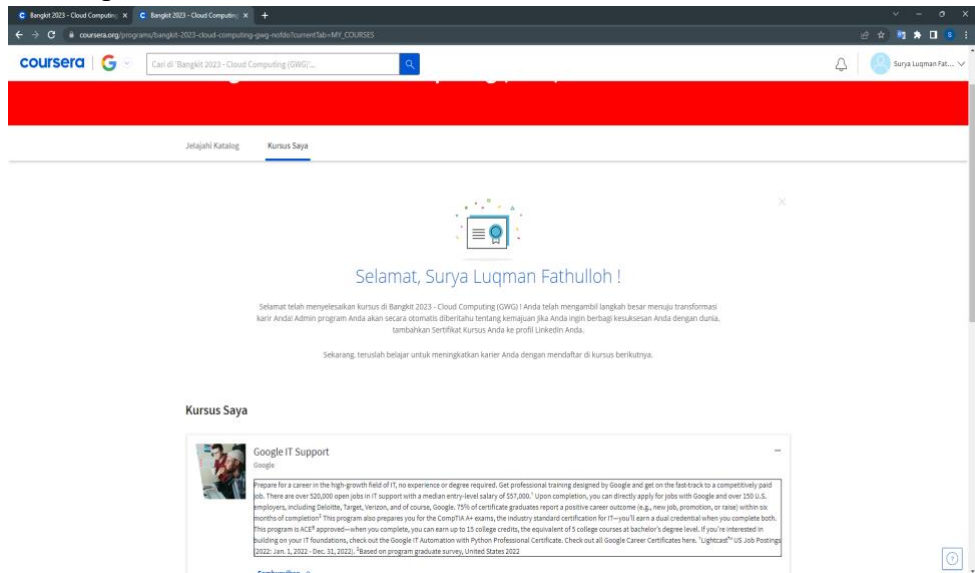 Bangkit 2023 - Cloud Computing
Bangkit 2023 - Cloud Computing
coursera.org/programs/bangkit-2023-cloud-computing-gwg-nofdo?currentTab=MY_COURSES
coursera
Cari di 'Bangkit 2023 - Cloud Computing (GWG)'...
Surya Luqman Fat...
Jelajahi Katalog
Kursus Saya
Selamat, Surya Luqman Fathulloh !
Selamat telah menyelesaikan kursus di Bangkit 2023 - Cloud Computing (GWG) ! Anda telah mengambil langkah besar menuju transformasi
karir Anda! Admin program Anda akan secara otomatis diberitahu tentang kemajuan Jika Anda ingin berbagi kesuksesan Anda dengan dunia,
tambahkan Sertifikat Kursus Anda ke profil LinkedIn Anda.
Sekarang, teruslah belajar untuk meningkatkan karier Anda dengan mendaftar di kursus berikutnya.
Kursus Saya
Google IT Support
Google
Prepare for a career in the high-growth field of IT, no experience or degree required. Get professional training designed by Google and get on the fast-track to a competitively paid
job. There are over 520,000 open jobs in IT support with a median entry-level salary of $57,000.¹ Upon completion, you can directly apply for jobs with Google and over 150 U.S.
employers, including Deloitte, Target, Verizon, and of course, Google. 75% of certificate graduates report a positive career outcome (e.g., new job, promotion, or raise) within six
months of completion² This program also prepares you for the CompTIA A+ exams, the industry standard certification for IT—you'll earn a dual credential when you complete both.
This program is ACE® approved—when you complete, you can earn up to 15 college credits, the equivalent of 5 college courses at bachelor's degree level. If you're interested in
building on your IT foundations, check out the Google IT Automation with Python Professional Certificate. Check out all Google Career Certificates here. ¹Lightcast™ US Job Postings
(2022: Jan. 1, 2022 - Dec. 31, 2022). ²Based on program graduate survey, United States 2022